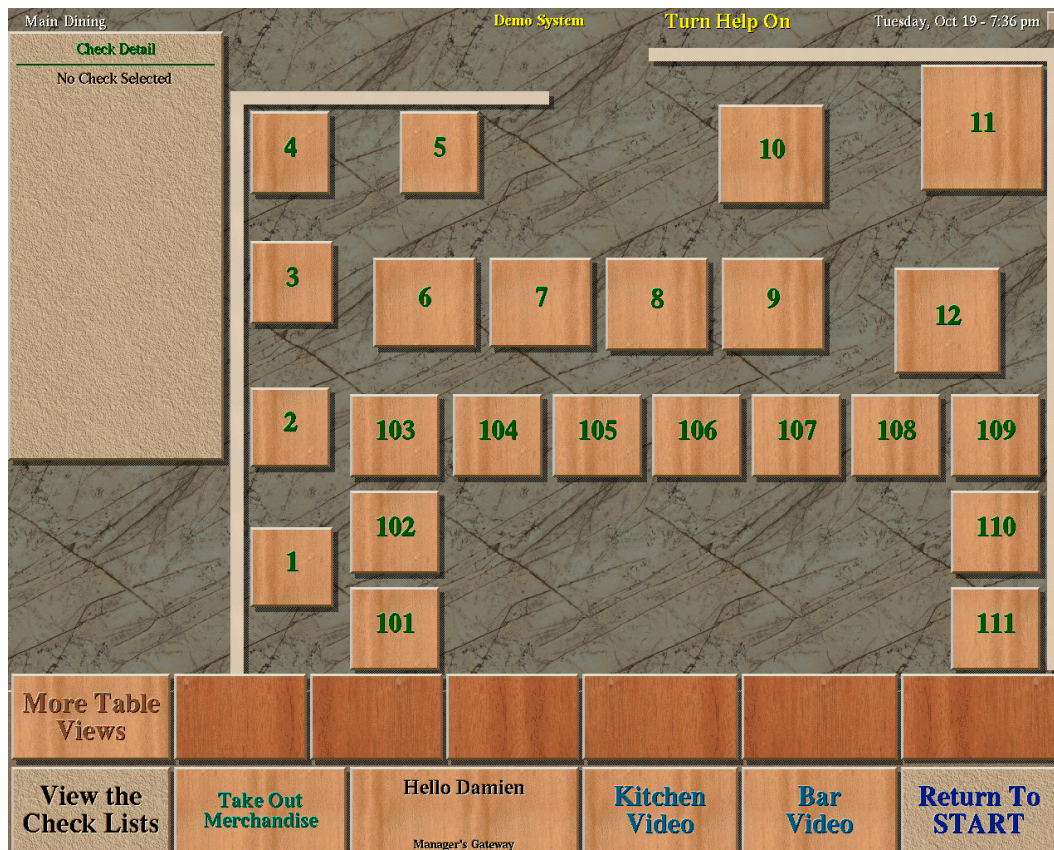 Main Dining
Demo System
Turn Help On
Tuesday, Oct 19 - 7:36 pm
Check Detail
No Check Selected
4
5
10
11
3
6
7
8
9
12
2
103
104
105
106
107
108
109
102
110
1
101
111
More Table
Views
View the
Check Lists
Take Out
Merchandise
Hello Damien
Manager's Gateway
Kitchen
Video
Bar
Video
Return To
START